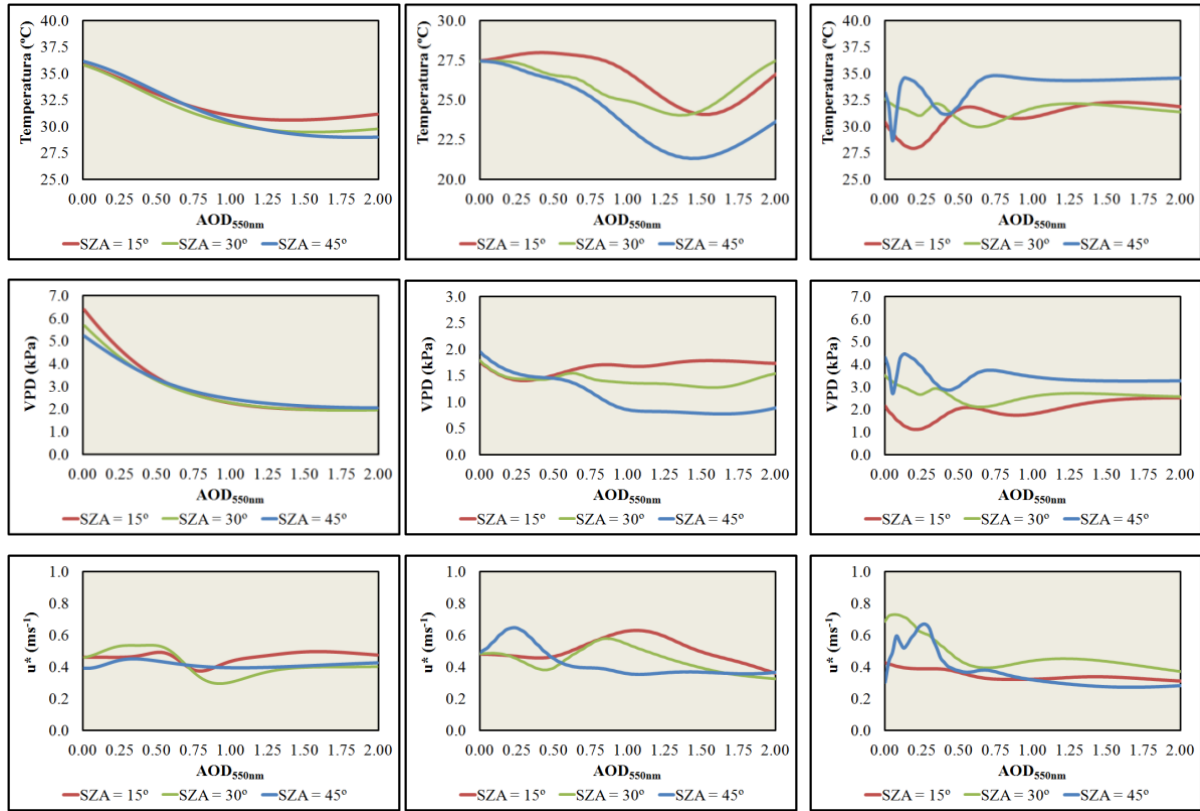 Temperatura (ºC)
40.0
37.5
35.0
32.5
30.0
27.5
25.0
0.00 0.25 0.50 0.75 1.00 1.25 1.50 1.75 2.00
AOD550nm
SZA = 15º SZA = 30º SZA = 45º
Temperatura (ºC)
30.0
27.5
25.0
22.5
20.0
0.00 0.25 0.50 0.75 1.00 1.25 1.50 1.75 2.00
AOD550nm
SZA = 15º SZA = 30º SZA = 45º
Temperatura (ºC)
40.0
37.5
35.0
32.5
30.0
27.5
25.0
0.00 0.25 0.50 0.75 1.00 1.25 1.50 1.75 2.00
AOD550nm
SZA = 15º SZA = 30º SZA = 45º
VPD (kPa)
7.0
6.0
5.0
4.0
3.0
2.0
1.0
0.0
0.00 0.25 0.50 0.75 1.00 1.25 1.50 1.75 2.00
AOD550nm
SZA = 15º SZA = 30º SZA = 45º
VPD (kPa)
3.0
2.5
2.0
1.5
1.0
0.5
0.0
0.00 0.25 0.50 0.75 1.00 1.25 1.50 1.75 2.00
AOD550nm
SZA = 15º SZA = 30º SZA = 45º
VPD (kPa)
7.0
6.0
5.0
4.0
3.0
2.0
1.0
0.0
0.00 0.25 0.50 0.75 1.00 1.25 1.50 1.75 2.00
AOD550nm
SZA = 15º SZA = 30º SZA = 45º
u* (ms⁻¹)
1.0
0.8
0.6
0.4
0.2
0.0
0.00 0.25 0.50 0.75 1.00 1.25 1.50 1.75 2.00
AOD550nm
SZA = 15º SZA = 30º SZA = 45º
u* (ms⁻¹)
1.0
0.8
0.6
0.4
0.2
0.0
0.00 0.25 0.50 0.75 1.00 1.25 1.50 1.75 2.00
AOD550nm
SZA = 15º SZA = 30º SZA = 45º
u* (ms⁻¹)
1.0
0.8
0.6
0.4
0.2
0.0
0.00 0.25 0.50 0.75 1.00 1.25 1.50 1.75 2.00
AOD550nm
SZA = 15º SZA = 30º SZA = 45º